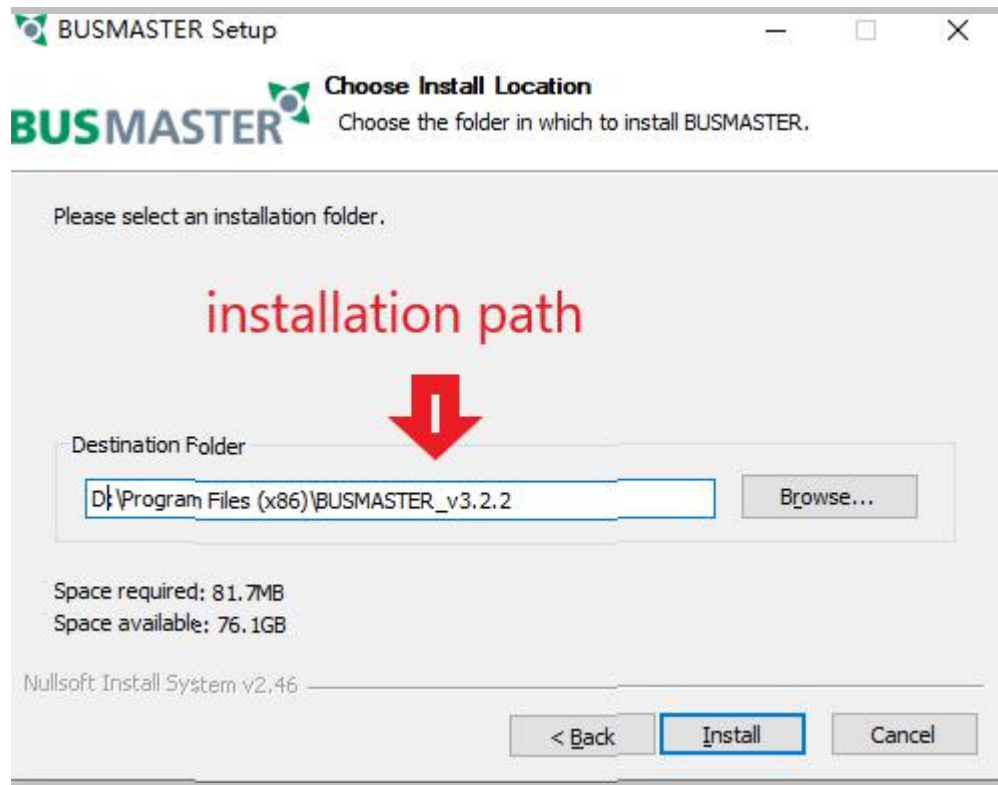 BUSMASTER Setup
BUSMASTER
Choose Install Location
Choose the folder in which to install BUSMASTER.
Please select an installation folder.
installation path
Destination Folder
D:\Program Files (x86)\BUSMASTER_v3.2.2
Browse...
Space required: 81.7MB
Space available: 76.1GB
Nullsoft Install System v2.46
< Back
Install
Cancel